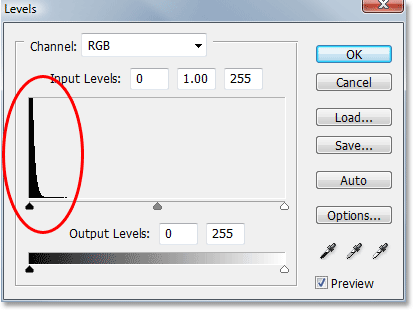 Levels
Channel: RGB
OK
Input Levels: 0 1.00 255
Cancel
Load...
Save...
Auto
Options...
Output Levels: 0 255
Preview